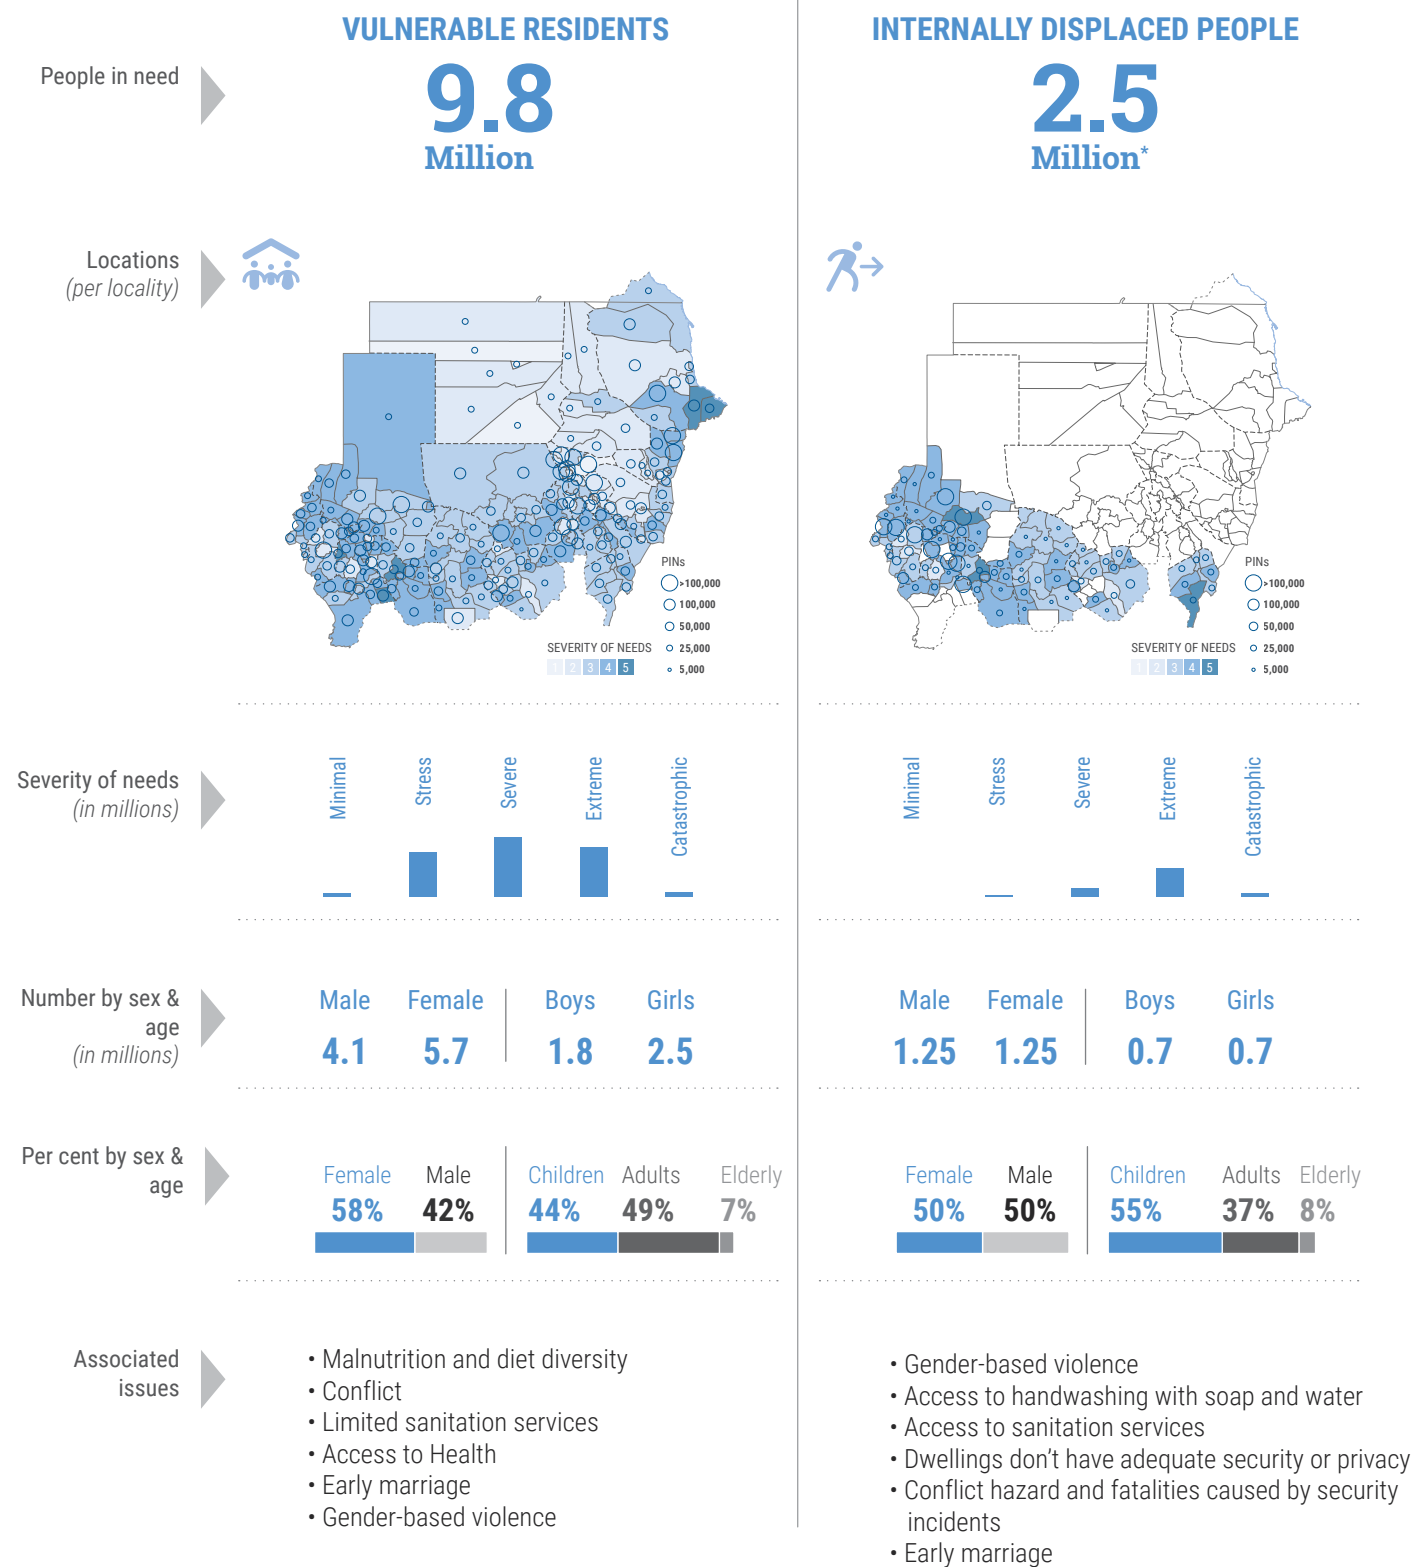 VULNERABLE RESIDENTS
INTERNALLY DISPLACED PEOPLE
People in need
9.8
Million
2.5
Million*
Locations
(per locality)
PINs
>100,000
100,000
50,000
25,000
5,000
SEVERITY OF NEEDS
1 2 3 4 5
PINs
>100,000
100,000
50,000
25,000
5,000
SEVERITY OF NEEDS
1 2 3 4 5
Severity of needs
(in millions)
Minimal
Stress
Severe
Extreme
Catastrophic
Minimal
Stress
Severe
Extreme
Catastrophic
Number by sex &
age
(in millions)
Male Female Boys Girls
4.1 5.7 1.8 2.5
Male Female Boys Girls
1.25 1.25 0.7 0.7
Per cent by sex &
age
Female Male Children Adults Elderly
58% 42% 44% 49% 7%
Female Male Children Adults Elderly
50% 50% 55% 37% 8%
Associated
issues
• Malnutrition and diet diversity
• Conflict
• Limited sanitation services
• Access to Health
• Early marriage
• Gender-based violence
• Gender-based violence
• Access to handwashing with soap and water
• Access to sanitation services
• Dwellings don't have adequate security or privacy
• Conflict hazard and fatalities caused by security
incidents
• Early marriage